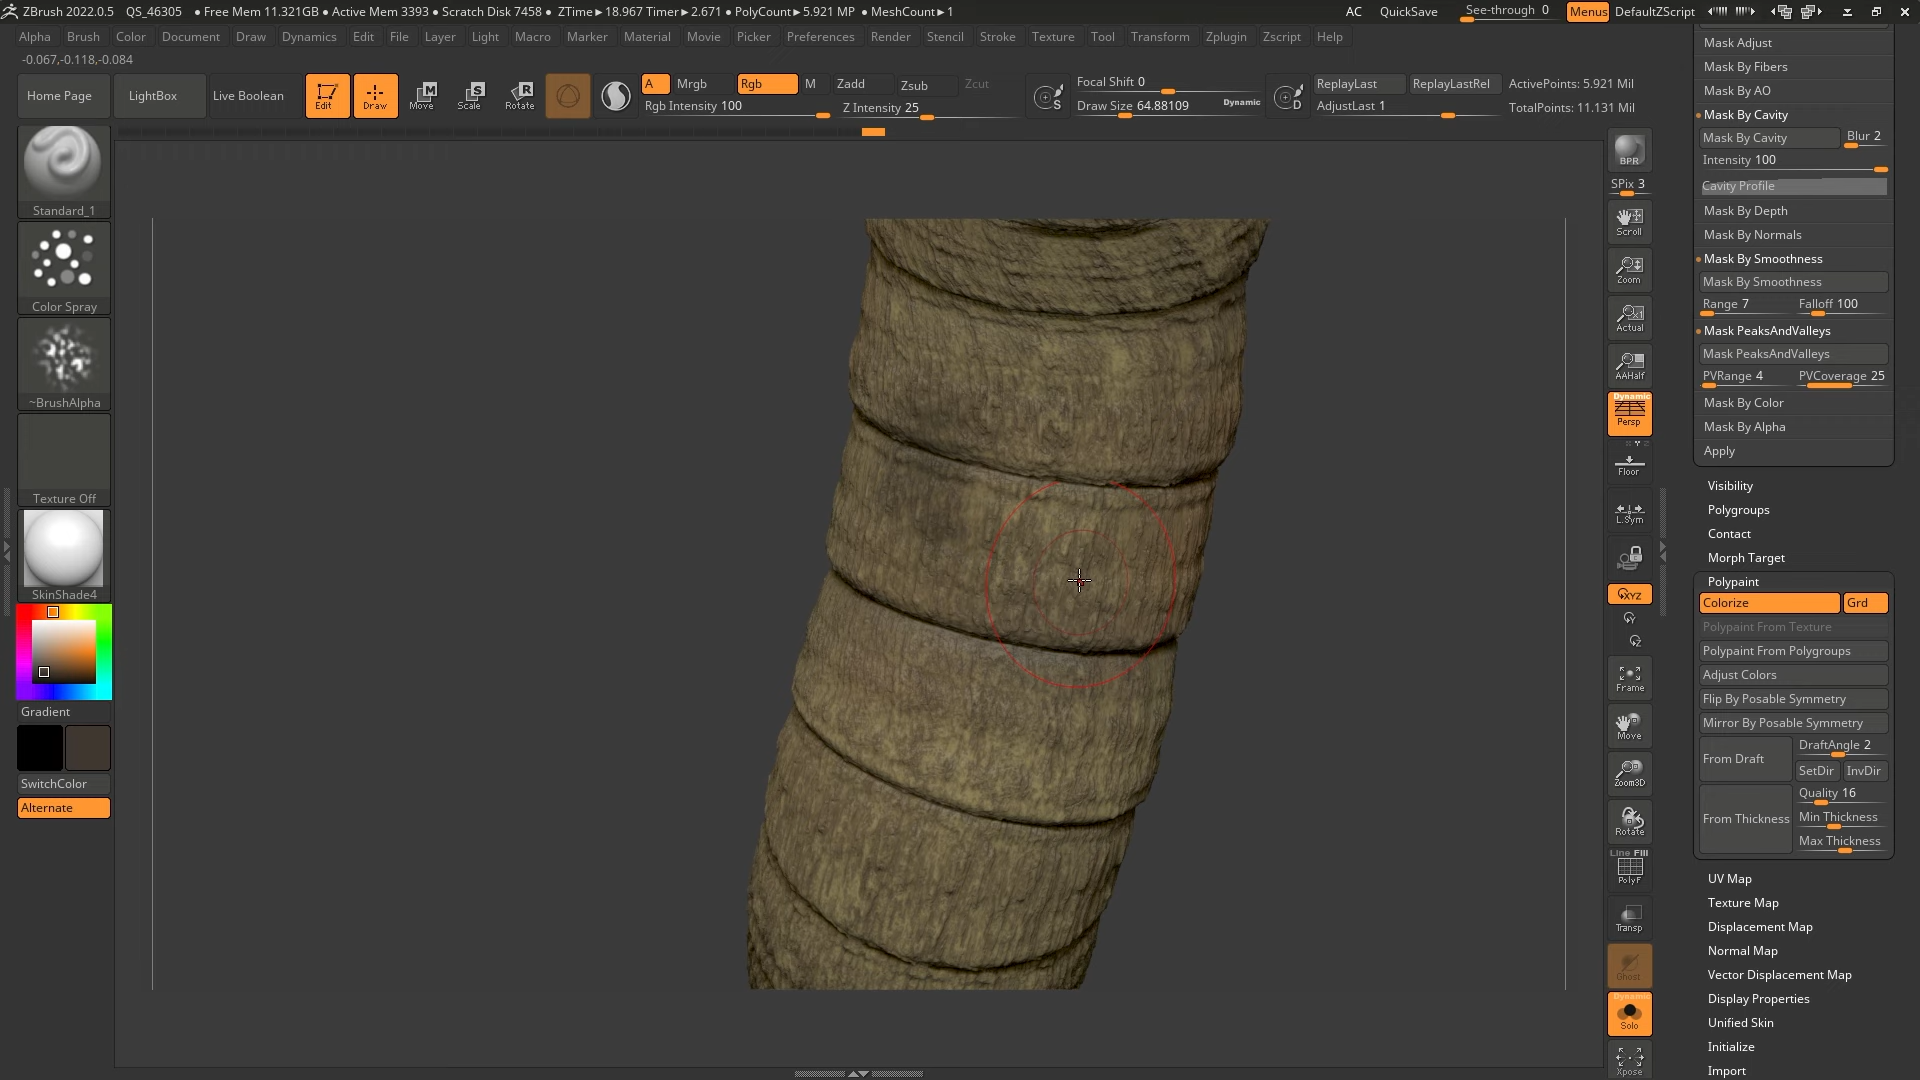 ZBrush 2022.0.5 QS_46305 ● Free Mem 11.321GB ● Active Mem 3393 ● Scratch Disk 7458 ● ZTime►18.967 Timer►2.671 ● PolyCount►5.921 MP ● MeshCount►1 AC QuickSave See-through 0 Menus DefaultZScript
Alpha Brush Color Document Draw Dynamics Edit File Layer Light Macro Marker Material Movie Picker Preferences Render Stencil Stroke Texture Tool Transform Zplugin Zscript Help
-0.067,-0.118,-0.084
Home Page LightBox Live Boolean Edit Draw Move Scale Rotate
M S R
A Mrgb Rgb M Zadd Zsub Zcut
Rgb Intensity 100 Z Intensity 25
S Focal Shift 0
Draw Size 64.88109 Dynamic
D ReplayLast ReplayLastRel ActivePoints: 5.921 Mil
AdjustLast 1 TotalPoints: 11.131 Mil
Standard_1
Color Spray
~BrushAlpha
Texture Off
SkinShade4
Gradient
SwitchColor
Alternate
BPR
SPix 3
Scroll
Zoom
Actual
AAHalf
Dynamic
Persp
Floor
L.Sym
XYZ
Frame
Move
Zoom3D
Rotate
Line Fill
PolyF
Transp
Ghost
Dynamic
Solo
Xpose
Mask Adjust
Mask By Fibers
Mask By AO
Mask By Cavity
Mask By Cavity Blur 2
Intensity 100
Cavity Profile
Mask By Depth
Mask By Normals
Mask By Smoothness
Mask By Smoothness
Range 7 Falloff 100
Mask PeaksAndValleys
Mask PeaksAndValleys
PVRange 4 PVCoverage 25
Mask By Color
Mask By Alpha
Apply
Visibility
Polygroups
Contact
Morph Target
Polypaint
Colorize Grd
Polypaint From Texture
Polypaint From Polygroups
Adjust Colors
Flip By Posable Symmetry
Mirror By Posable Symmetry
From Draft DraftAngle 2
SetDir InvDir
From Thickness Quality 16
Min Thickness
Max Thickness
UV Map
Texture Map
Displacement Map
Normal Map
Vector Displacement Map
Display Properties
Unified Skin
Initialize
Import